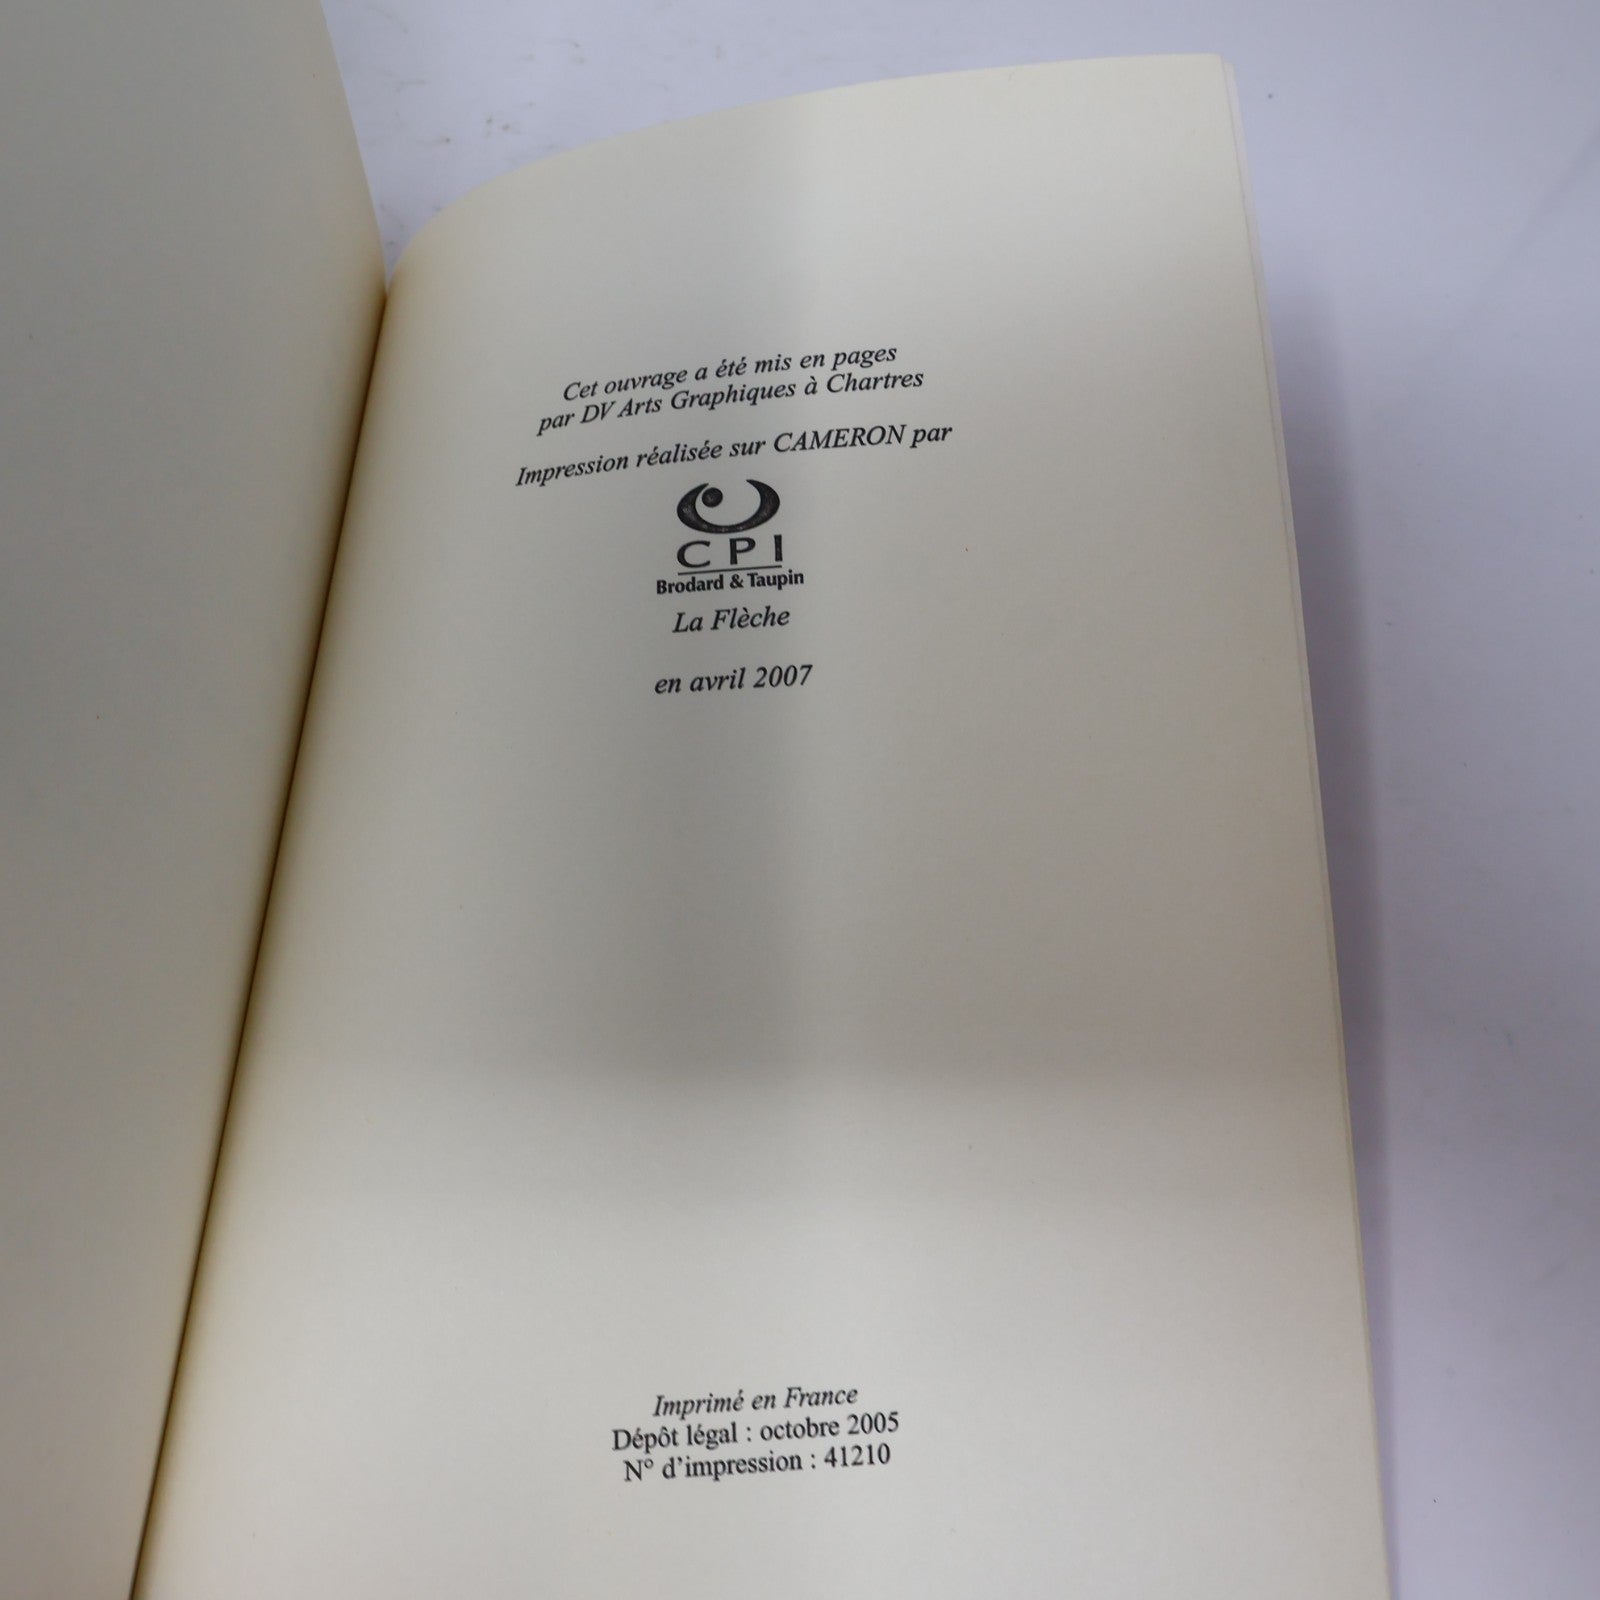 Cet ouvrage a été mis en pages
par DV Arts Graphiques à Chartres
Impression réalisée sur CAMERON par
CPI
Brodard & Taupin
La Flèche
en avril 2007
Imprimé en France
Dépôt légal : octobre 2005
N° d'impression : 41210